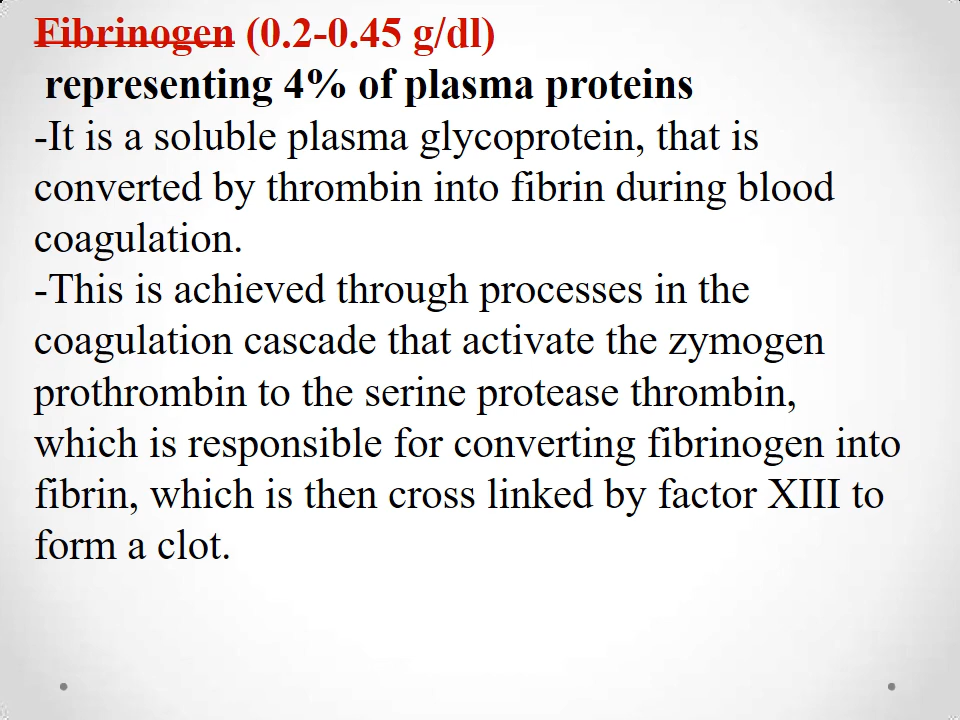 Fibrinogen (0.2-0.45 g/dl)
representing 4% of plasma proteins
-It is a soluble plasma glycoprotein, that is
converted by thrombin into fibrin during blood
coagulation.
-This is achieved through processes in the
coagulation cascade that activate the zymogen
prothrombin to the serine protease thrombin,
which is responsible for converting fibrinogen into
fibrin, which is then cross linked by factor XIII to
form a clot.